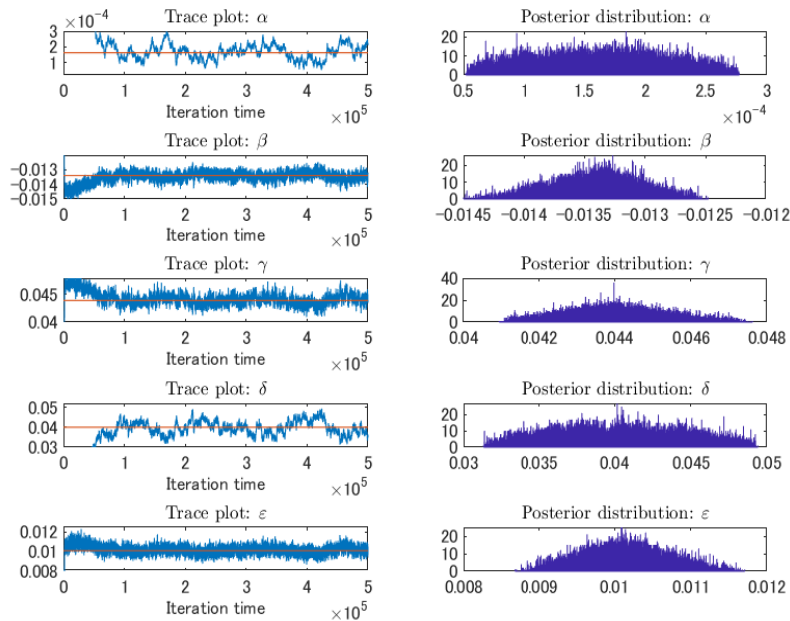 Trace plot: α
×10⁻⁴
3
2
1
0 1 2 3 4 5
Iteration time
×10⁵
Posterior distribution: α
20
10
0
0.5 1 1.5 2 2.5 3
×10⁻⁴
Trace plot: β
-0.013
-0.014
-0.015
0 1 2 3 4 5
Iteration time
×10⁵
Posterior distribution: β
20
10
0
-0.0145 -0.014 -0.0135 -0.013 -0.0125 -0.012
Trace plot: γ
0.045
0.04
0 1 2 3 4 5
Iteration time
×10⁵
Posterior distribution: γ
40
20
0
0.04 0.042 0.044 0.046 0.048
Trace plot: δ
0.05
0.04
0.03
0 1 2 3 4 5
Iteration time
×10⁵
Posterior distribution: δ
20
10
0
0.03 0.035 0.04 0.045 0.05
Trace plot: ε
0.012
0.01
0.008
0 1 2 3 4 5
Iteration time
×10⁵
Posterior distribution: ε
20
10
0
0.008 0.009 0.01 0.011 0.012